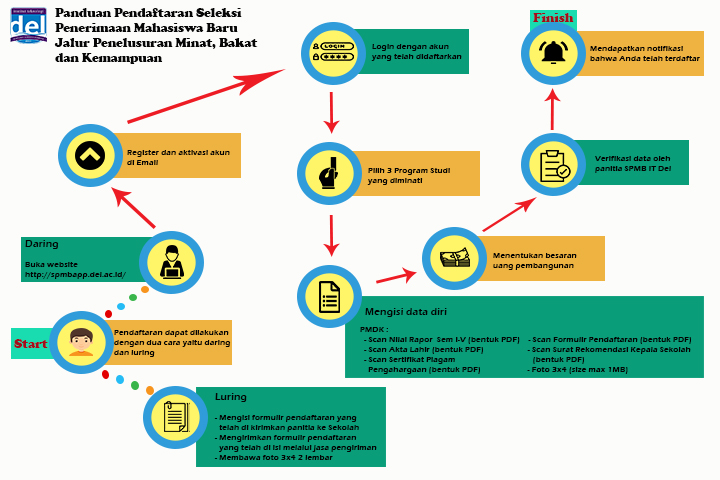 del
Panduan Pendaftaran Seleksi
Penerimaan Mahasiswa Baru
Jalur Penelusuran Minat, Bakat
dan Kemampuan
Start
Pendaftaran dapat dilakukan
dengan dua cara yaitu daring
dan luring
Daring
Buka website
http://spmbapp.del.ac.id/
Luring
- Mengisi formulir pendaftaran yang
telah di kirimkan panitia ke Sekolah
- Mengirimkan formulir pendaftaran
yang telah di isi melalui jasa pengiriman
- Membawa foto 3x4 2 lembar
Register dan aktivasi akun
di Email
LOGIN
****
Login dengan akun
yang telah didaftarkan
Pilih 3 Program Studi
yang diminati
Mengisi data diri
PMDK :
- Scan Nilai Rapor Sem I-V (bentuk PDF)
- Scan Akta Lahir (bentuk PDF)
- Scan Sertifikat Piagam
Pengahargaan (bentuk PDF)
- Scan Formulir Pendaftaran (bentuk PDF)
- Scan Surat Rekomendasi Kepala Sekolah
(bentuk PDF)
- Foto 3x4 (size max 1MB)
Menentukan besaran
uang pembangunan
Verifikasi data oleh
panitia SPMB IT Del
Finish
Mendapatkan notifikasi
bahwa Anda telah terdaftar